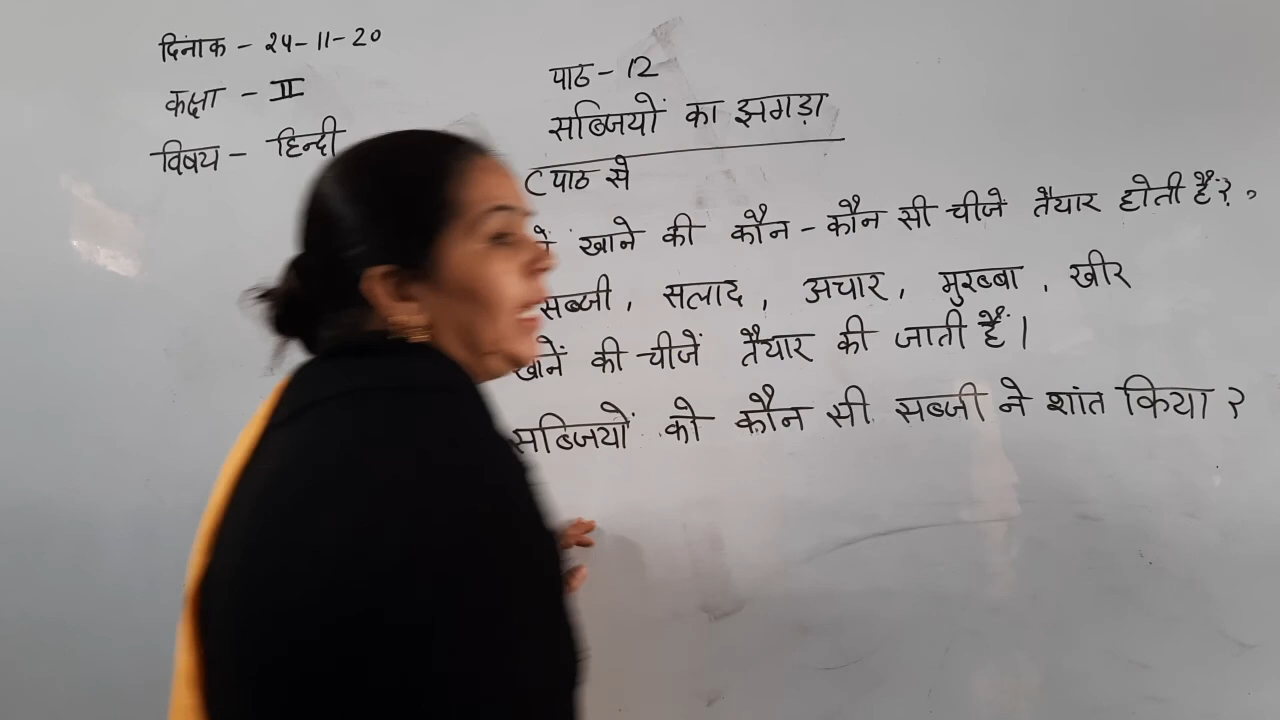 दिनाक - 24-11-20
कक्षा - II
विषय - हिन्दी
पाठ - 12
सब्जियों का झगड़ा
(पाठ से
खाने की कौन - कौन सी चीजे तैयार होती हैं?
सब्जी, सलाद, अचार, मुरब्बा, खीर
खानें की चीजें तैयार की जाती हैं।
सब्जियों को कौन सी सब्जी ने शांत किया ?